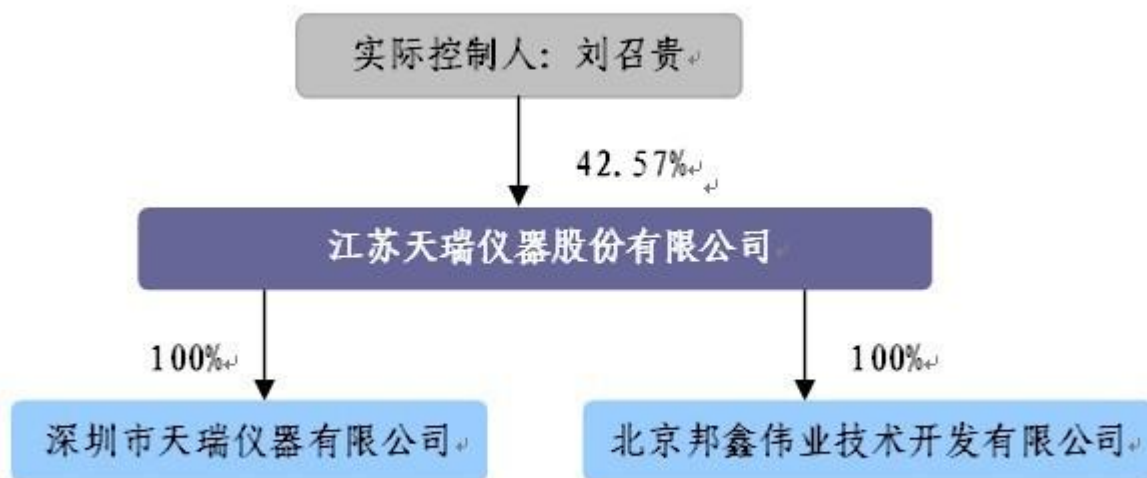 实际控制人：刘召贵
42.57%
江苏天瑞仪器股份有限公司
100%
100%
深圳市天瑞仪器有限公司
北京邦鑫伟业技术开发有限公司